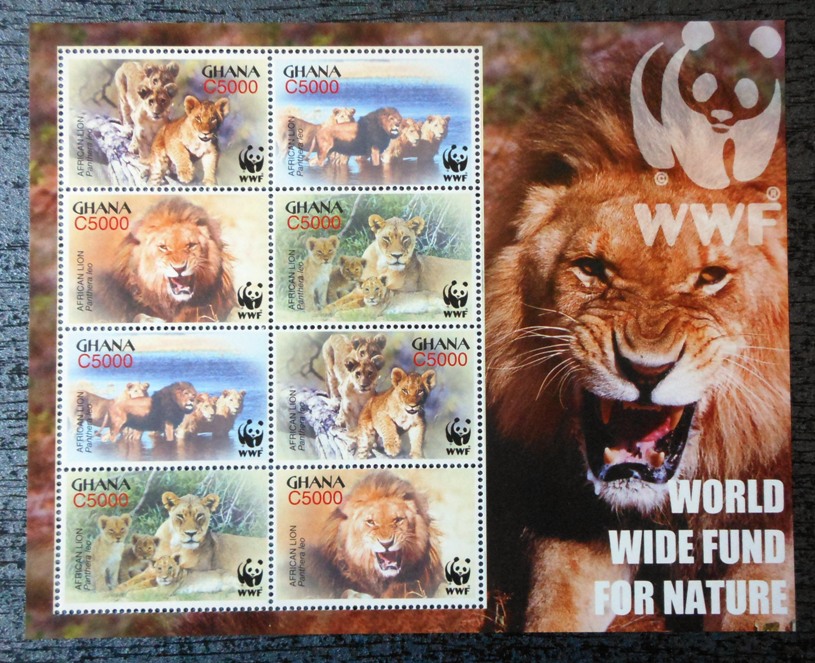 GHANA
C5000
AFRICAN LION
Panthera leo
WWF
GHANA
C5000
AFRICAN LION
Panthera leo
WWF
GHANA
C5000
AFRICAN LION
Panthera leo
WWF
GHANA
C5000
AFRICAN LION
Panthera leo
WWF
GHANA
C5000
AFRICAN LION
Panthera leo
WWF
GHANA
C5000
AFRICAN LION
Panthera leo
WWF
GHANA
C5000
AFRICAN LION
Panthera leo
WWF
GHANA
C5000
AFRICAN LION
Panthera leo
WWF
©
®
WWF
WORLD
WIDE FUND
FOR NATURE